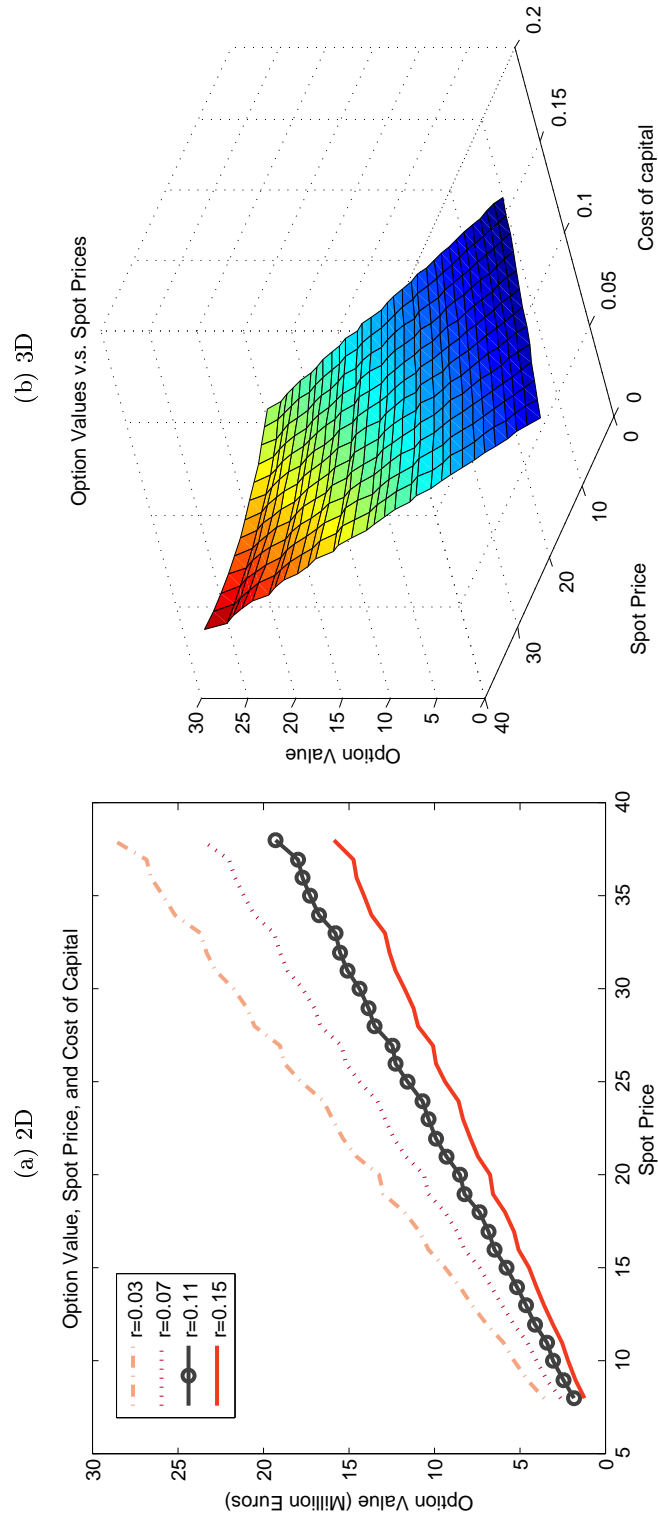 (a) 2D
Option Value, Spot Price, and Cost of Capital
r=0.03
r=0.07
r=0.11
r=0.15
Option Value (Million Euros)
30
25
20
15
10
5
0
5 10 15 20 25 30 35 40
Spot Price
(b) 3D
Option Values v.s. Spot Prices
Option Value
30
25
20
15
10
5
0
40 30 20 10 0
Spot Price
0 0.05 0.1 0.15 0.2
Cost of capital